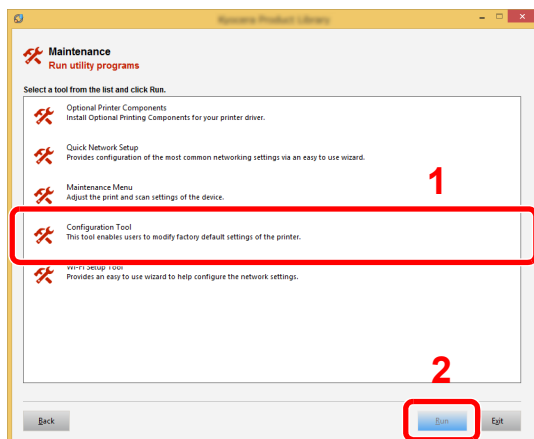 Kyocera Product Library
Maintenance
Run utility programs
Select a tool from the list and click Run.
Optional Printer Components
Install Optional Printing Components for your printer driver.
Quick Network Setup
Provides configuration of the most common networking settings via an easy to use wizard.
1
Maintenance Menu
Adjust the print and scan settings of the device.
Configuration Tool
This tool enables users to modify factory default settings of the printer.
Wi-Fi Setup Tool
Provides an easy to use wizard to help configure the network settings.
2
Back
Run
Exit